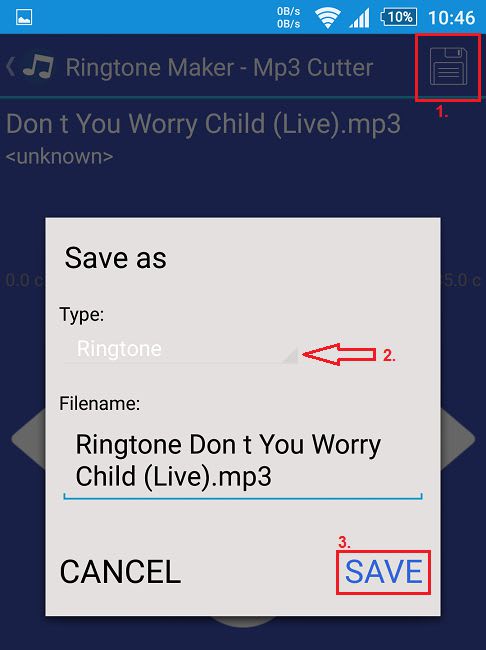 0B/s
0B/s
10%
10:46
Ringtone Maker - Mp3 Cutter
1.
Don t You Worry Child (Live).mp3
<unknown>
Save as
0.0 c
5.0 c
Type:
Ringtone
2.
Filename:
Ringtone Don t You Worry
Child (Live).mp3
3.
CANCEL
SAVE